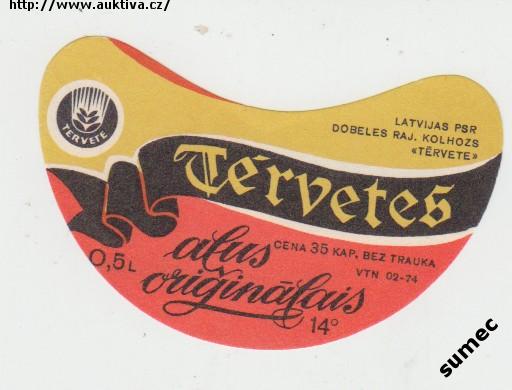 http://www.auktiva.cz/
TERVETE
LATVIJAS PSR
DOBELES RAJ. KOLHOZS
«TĒRVETE»
Tērvetes
0,5L
alus
oriģinālais
CENA 35 KAP. BEZ TRAUKA
VTN 02-74
14°
sumec